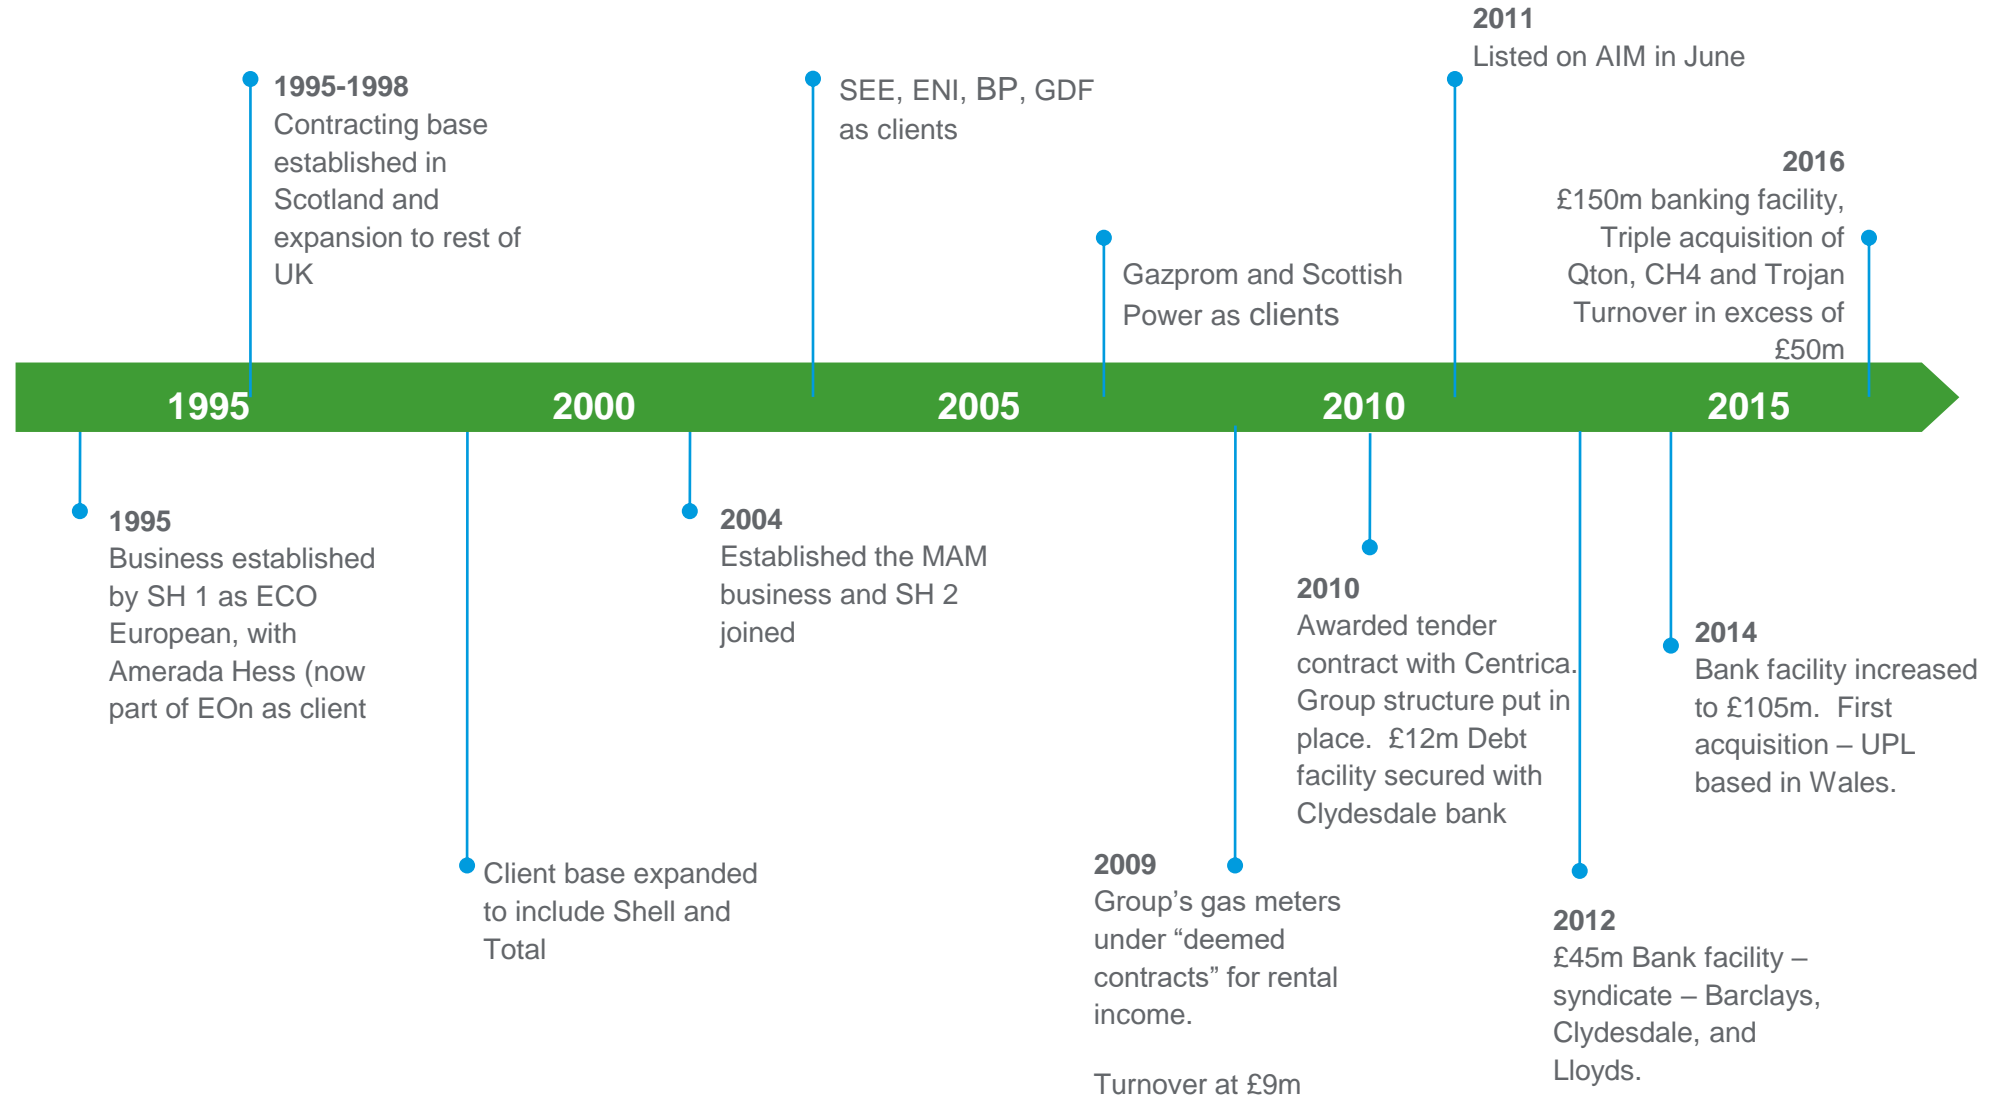 2011
Listed on AIM in June
1995-1998
Contracting base
established in
Scotland and
expansion to rest of
UK
SEE, ENI, BP, GDF
as clients
2016
£150m banking facility,
Triple acquisition of
Qton, CH4 and Trojan
Turnover in excess of
£50m
Gazprom and Scottish
Power as clients
1995 2000 2005 2010 2015
1995
Business established
by SH 1 as ECO
European, with
Amerada Hess (now
part of EOn as client
2004
Established the MAM
business and SH 2
joined
2010
Awarded tender
contract with Centrica.
Group structure put in
place.  £12m Debt
facility secured with
Clydesdale bank
2014
Bank facility increased
to £105m.  First
acquisition – UPL
based in Wales.
Client base expanded
to include Shell and
Total
2009
Group’s gas meters
under “deemed
contracts” for rental
income.
Turnover at £9m
2012
£45m Bank facility –
syndicate – Barclays,
Clydesdale, and
Lloyds.